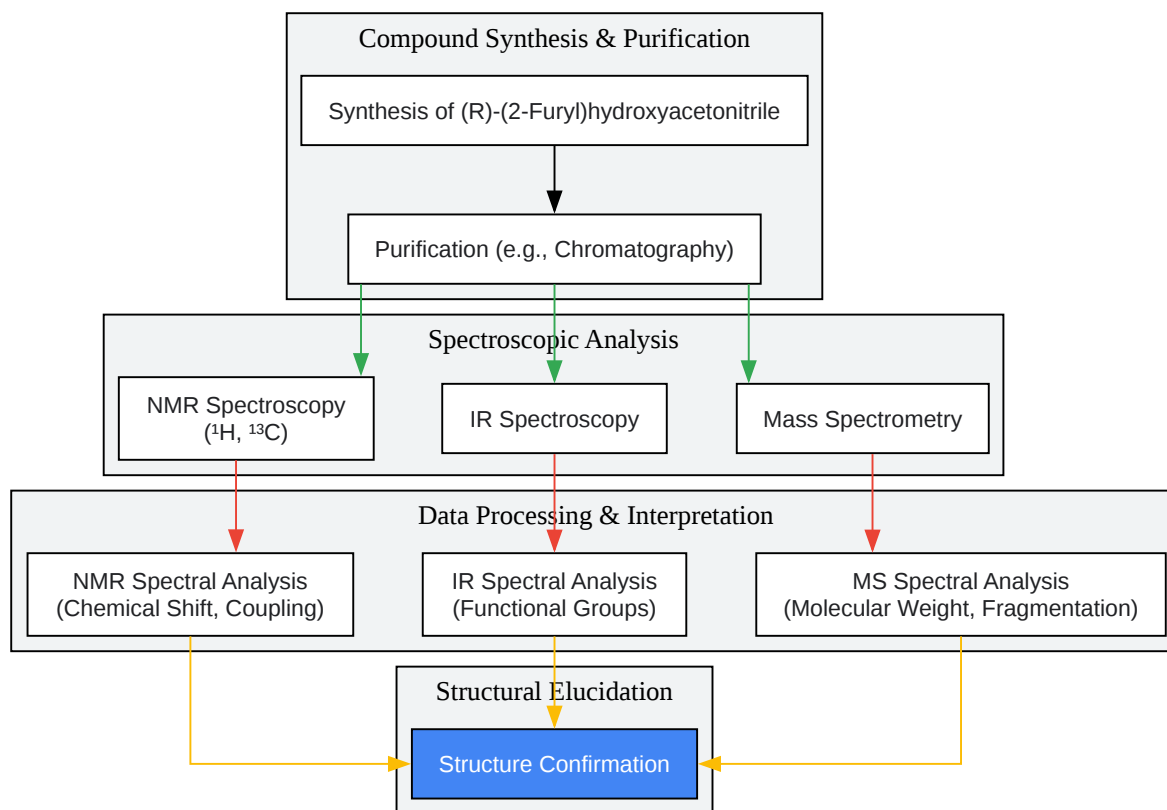 Compound Synthesis & Purification
Synthesis of (R)-(2-Furyl)hydroxyacetonitrile
Purification (e.g., Chromatography)
Spectroscopic Analysis
NMR Spectroscopy
(¹H, ¹³C)
IR Spectroscopy
Mass Spectrometry
Data Processing & Interpretation
NMR Spectral Analysis
(Chemical Shift, Coupling)
IR Spectral Analysis
(Functional Groups)
MS Spectral Analysis
(Molecular Weight, Fragmentation)
Structural Elucidation
Structure Confirmation